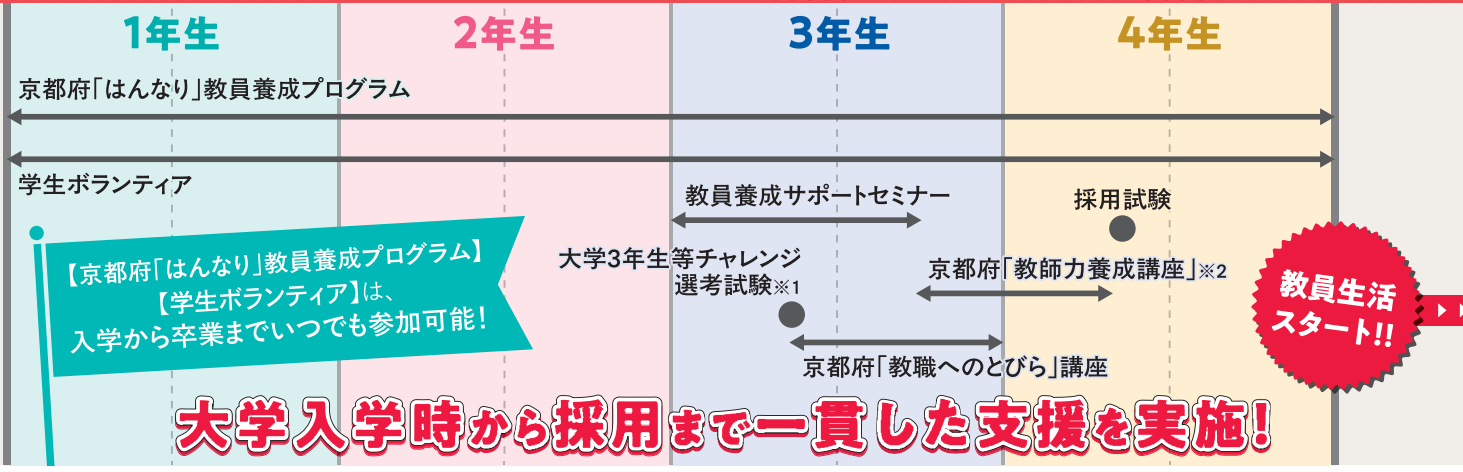 1年生
2年生
3年生
4年生
京都府「はんなり」教員養成プログラム
学生ボランティア
教員養成サポートセミナー
採用試験
大学3年生等チャレンジ
選考試験※1
京都府「教師力養成講座」※2
京都府「教職へのとびら」講座
【京都府「はんなり」教員養成プログラム】
【学生ボランティア】は、
入学から卒業までいつでも参加可能!
教員生活
スタート!!
大学入学時から採用まで一貫した支援を実施!